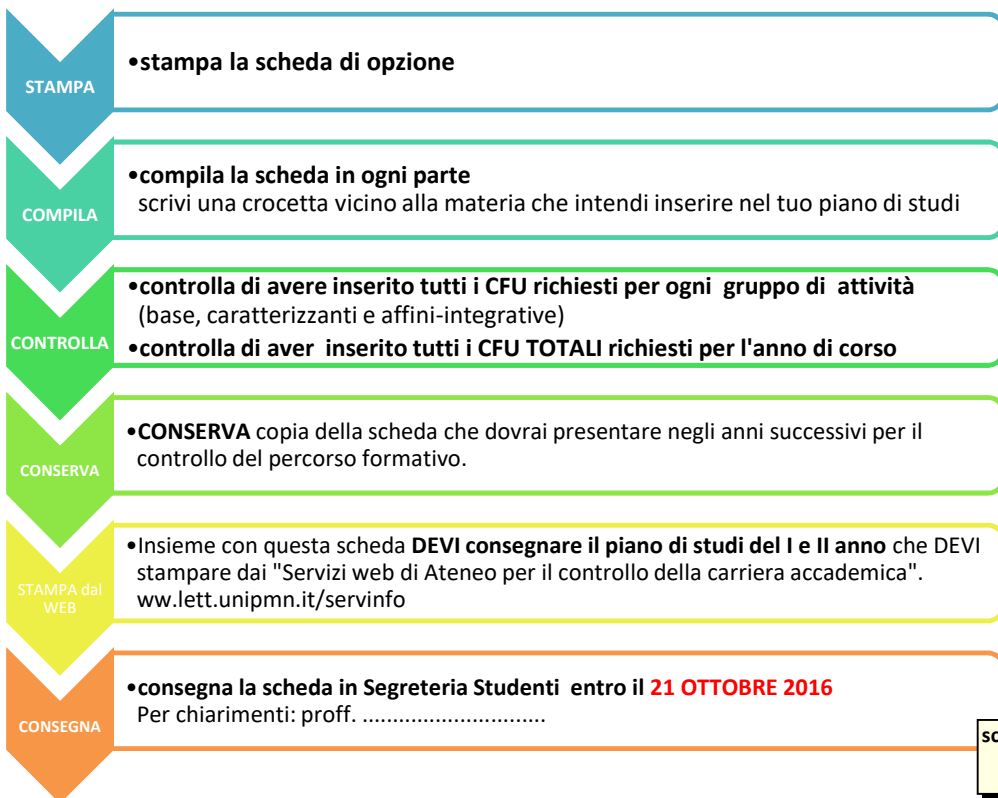 STAMPA
•stampa la scheda di opzione
COMPILA
•compila la scheda in ogni parte
scrivi una crocetta vicino alla materia che intendi inserire nel tuo piano di studi
CONTROLLA
•controlla di avere inserito tutti i CFU richiesti per ogni gruppo di attività
(base, caratterizzanti e affini-integrative)
•controlla di aver inserito tutti i CFU TOTALI richiesti per l'anno di corso
CONSERVA
•CONSERVA copia della scheda che dovrai presentare negli anni successivi per il
controllo del percorso formativo.
STAMPA dal
WEB
•Insieme con questa scheda DEVI consegnare il piano di studi del I e II anno che DEVI
stampare dai "Servizi web di Ateneo per il controllo della carriera accademica".
ww.lett.unipmn.it/servinfo
CONSEGNA
•consegna la scheda in Segreteria Studenti entro il 21 OTTOBRE 2016
Per chiarimenti: proff. ...............................